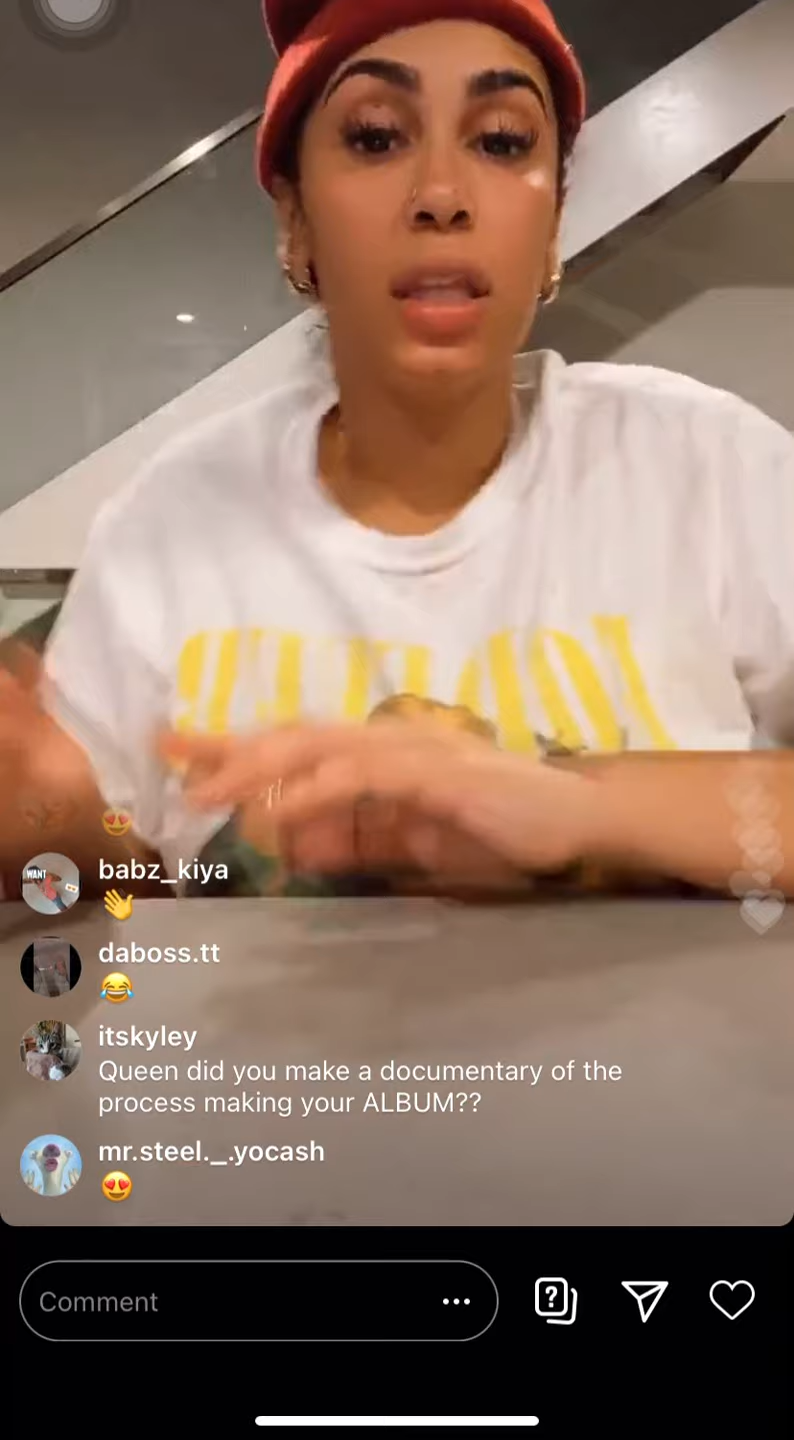 babz_kiya
👋
daboss.tt
😂
itskyley
Queen did you make a documentary of the
process making your ALBUM??
mr.steel._.yocash
😍
Comment
WANT